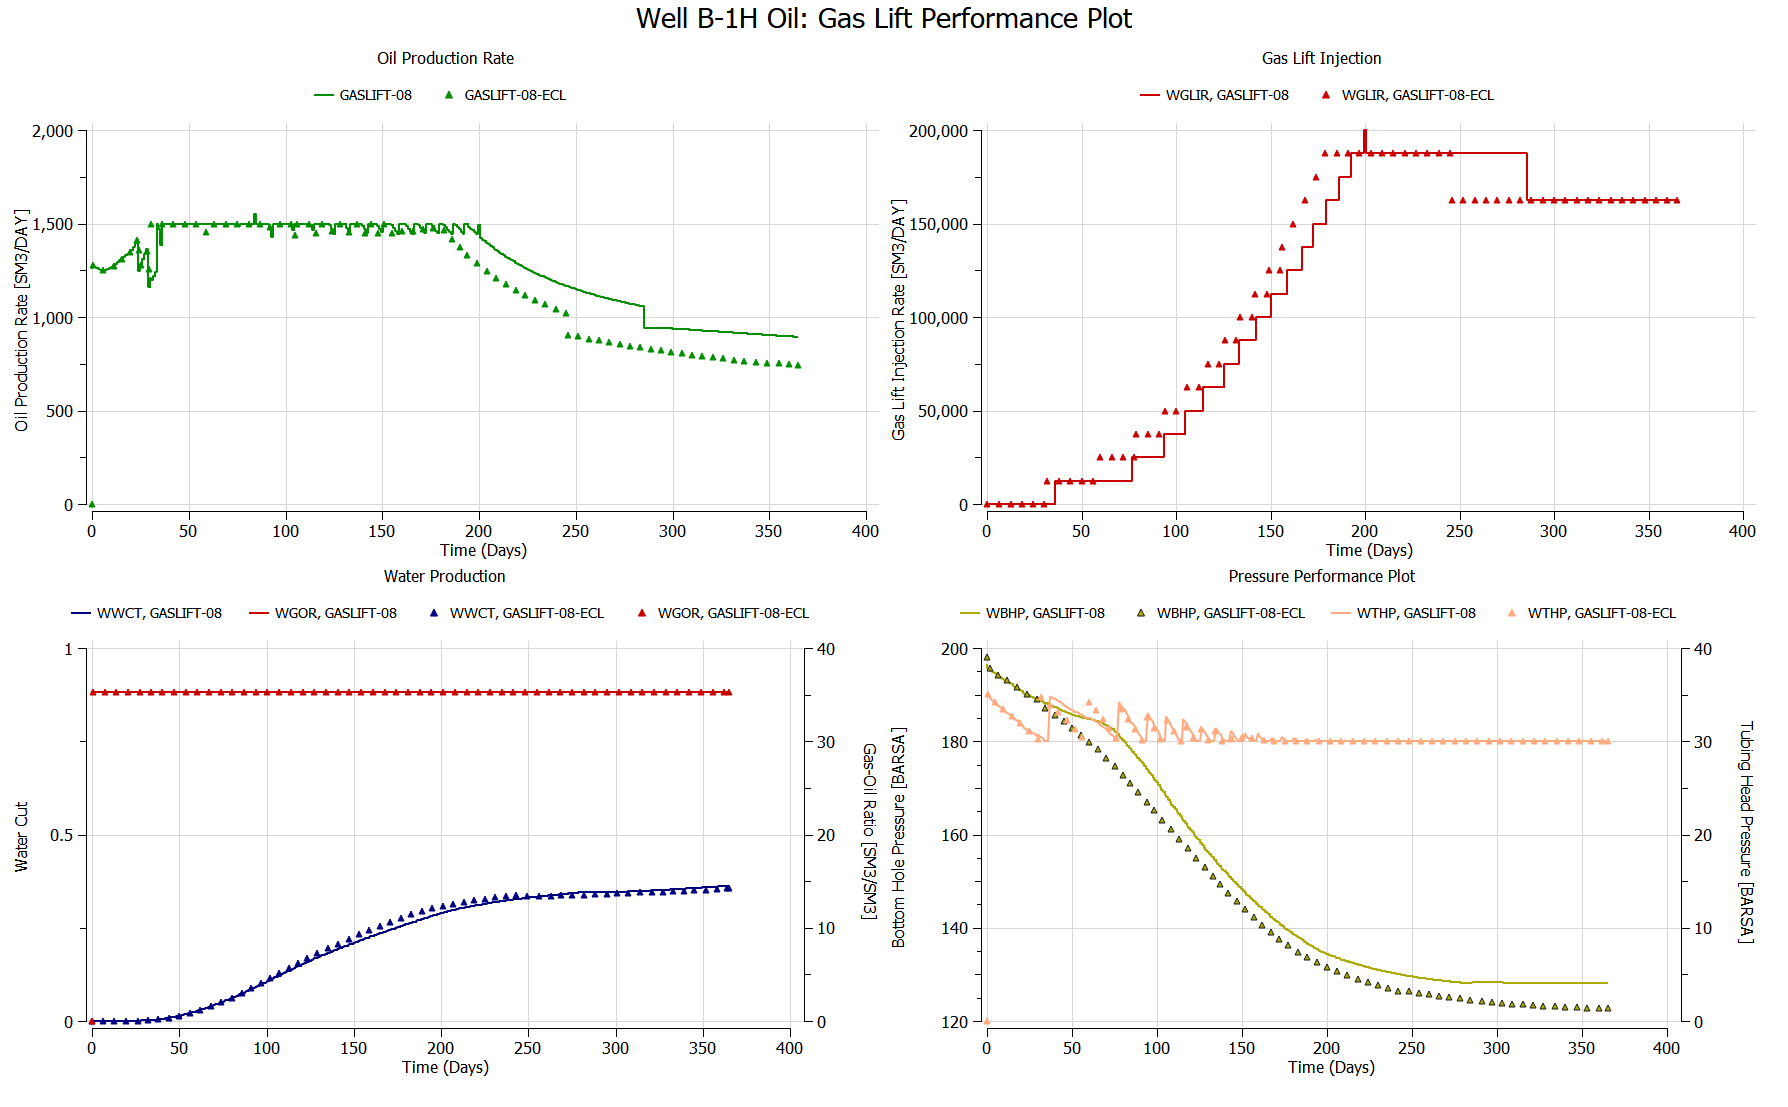 Well B-1H Oil: Gas Lift Performance Plot
Oil Production Rate
GASLIFT-08 GASLIFT-08-ECL
Oil Production Rate [SM3/DAY]
2,000
1,500
1,000
500
0
0 50 100 150 200 250 300 350 400
Time (Days)
Gas Lift Injection
WGLIR, GASLIFT-08 WGLIR, GASLIFT-08-ECL
Gas Lift Injection Rate [SM3/DAY]
200,000
150,000
100,000
50,000
0
0 50 100 150 200 250 300 350 400
Time (Days)
Water Production
WWCT, GASLIFT-08 WGOR, GASLIFT-08 WWCT, GASLIFT-08-ECL WGOR, GASLIFT-08-ECL
Water Cut
1
0.5
0
40
30
20
10
0
Gas-Oil Ratio [SM3/SM3]
0 50 100 150 200 250 300 350 400
Time (Days)
Pressure Performance Plot
WBHP, GASLIFT-08 WBHP, GASLIFT-08-ECL WTHP, GASLIFT-08 WTHP, GASLIFT-08-ECL
Bottom Hole Pressure [BARSA]
200
180
160
140
120
40
30
20
10
0
Tubing Head Pressure [BARSA]
0 50 100 150 200 250 300 350 400
Time (Days)